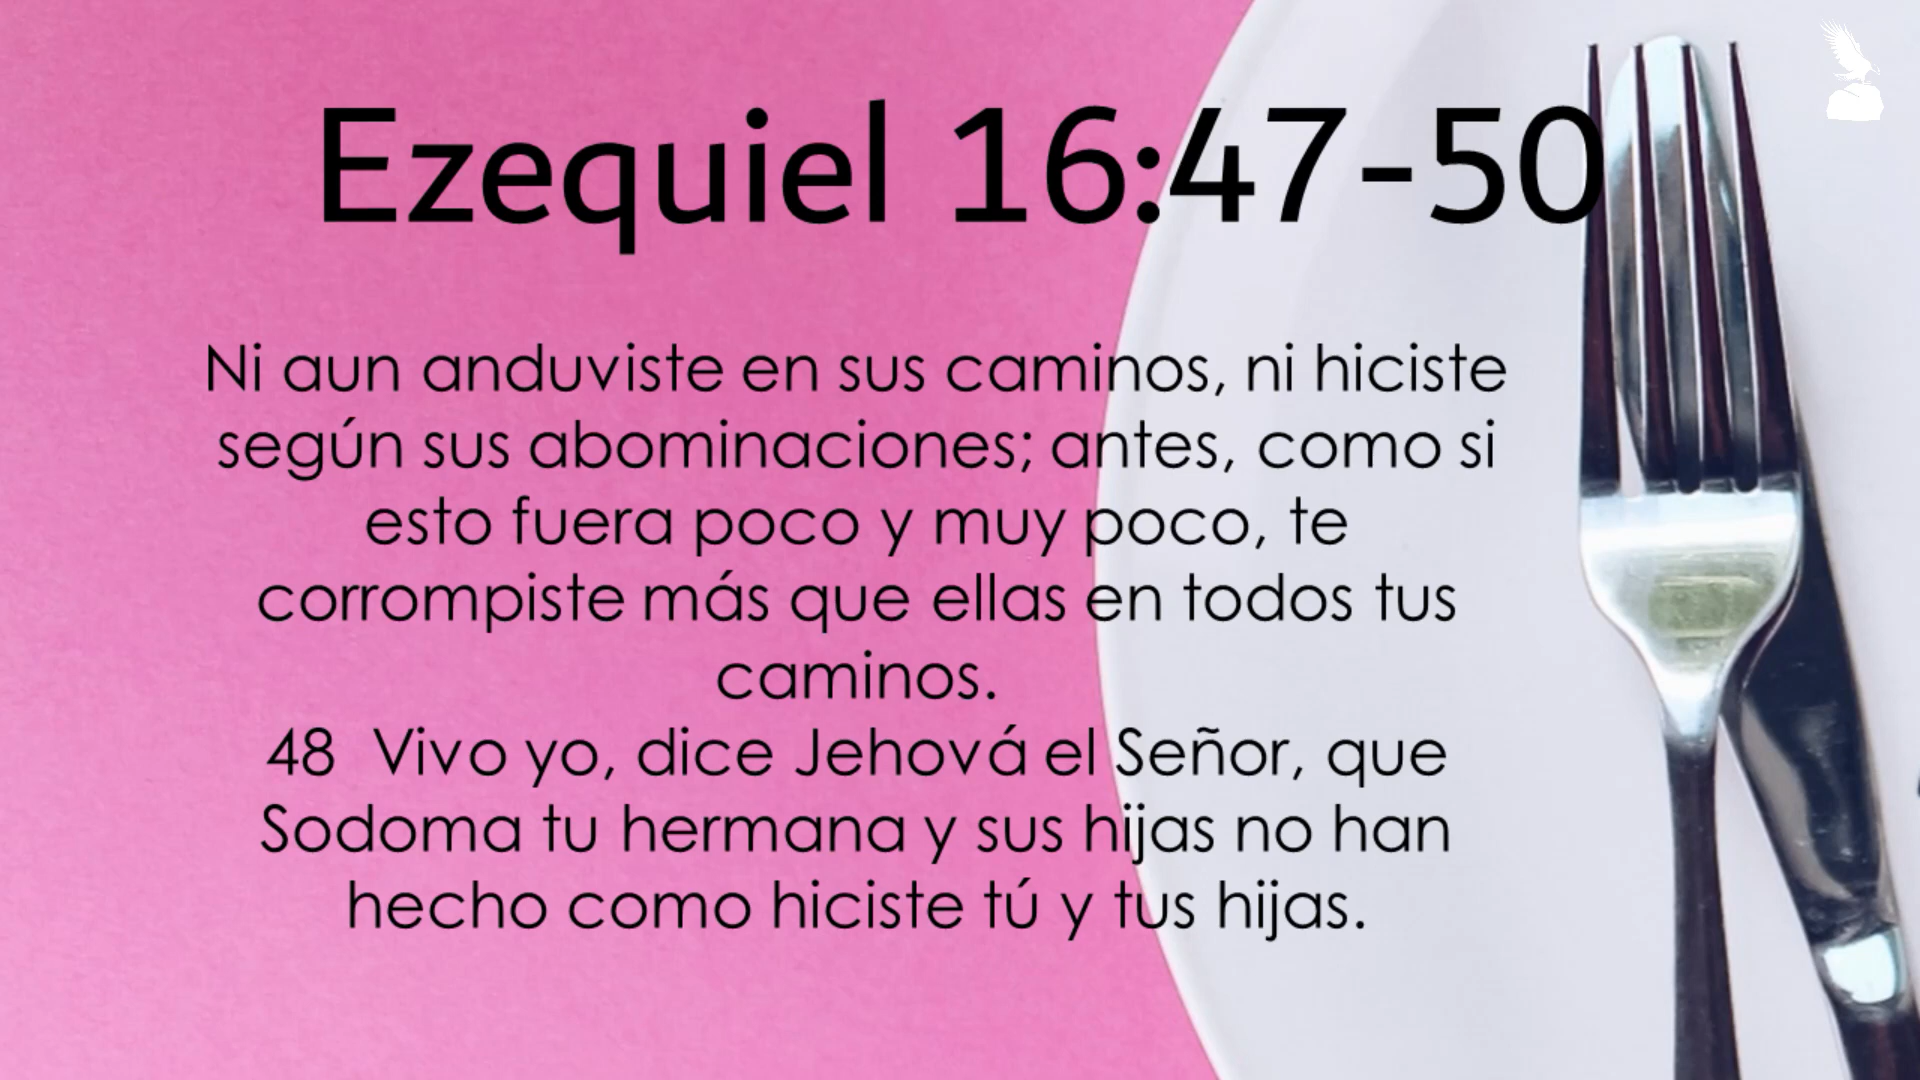 Ezequiel 16:47-50
Ni aun anduviste en sus caminos, ni hiciste
según sus abominaciones; antes, como si
esto fuera poco y muy poco, te
corrompiste más que ellas en todos tus
caminos.
48 Vivo yo, dice Jehová el Señor, que
Sodoma tu hermana y sus hijas no han
hecho como hiciste tú y tus hijas.